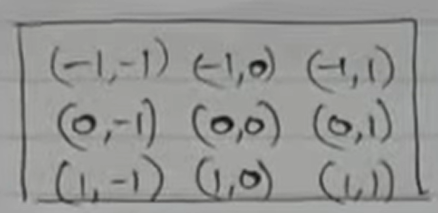 (-1,-1) (-1,0) (-1,1)
(0,-1) (0,0) (0,1)
(1,-1) (1,0) (1,1)